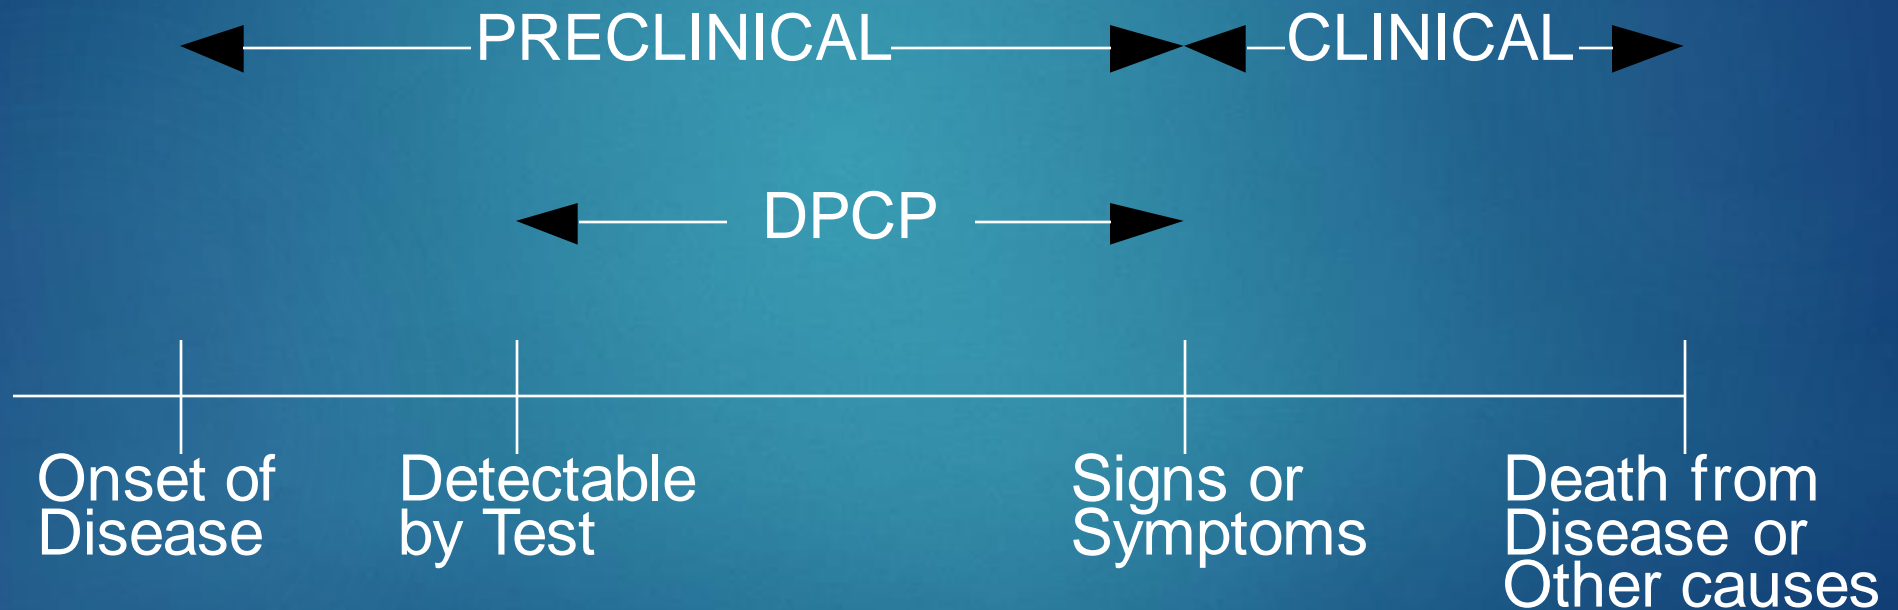 PRECLINICAL
CLINICAL
DPCP
Onset of
Disease
Detectable
by Test
Signs or
Symptoms
Death from
Disease or
Other causes